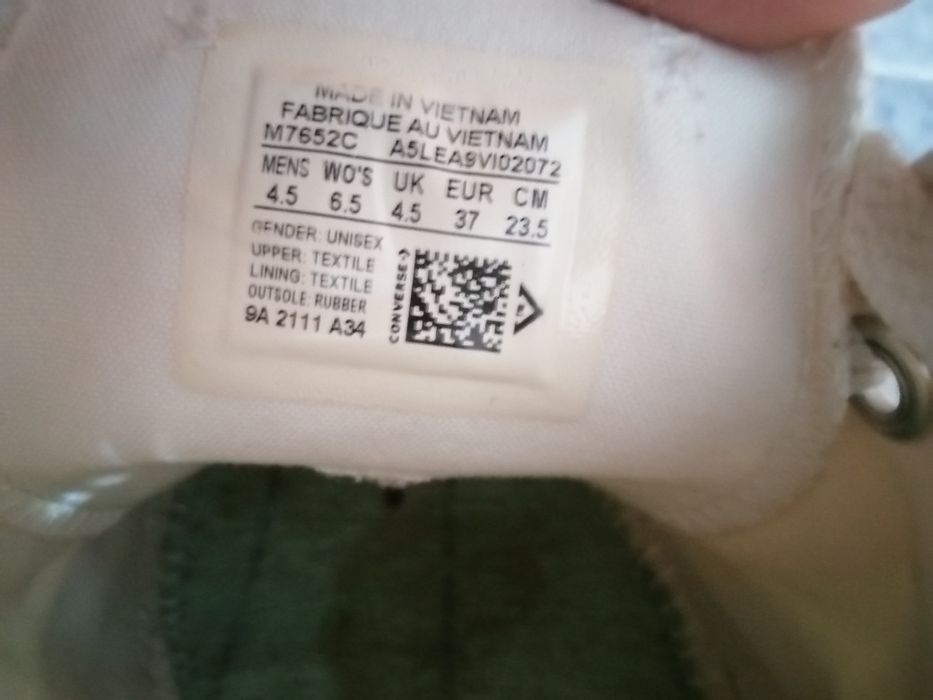 MADE IN VIETNAM
FABRIQUE AU VIETNAM
M7652C A5LEA9VI02072
MENS WO'S UK EUR CM
4.5 6.5 4.5 37 23.5
GENDER: UNISEX
UPPER: TEXTILE
LINING: TEXTILE
OUTSOLE: RUBBER
9A 2111 A34
CONVERSE